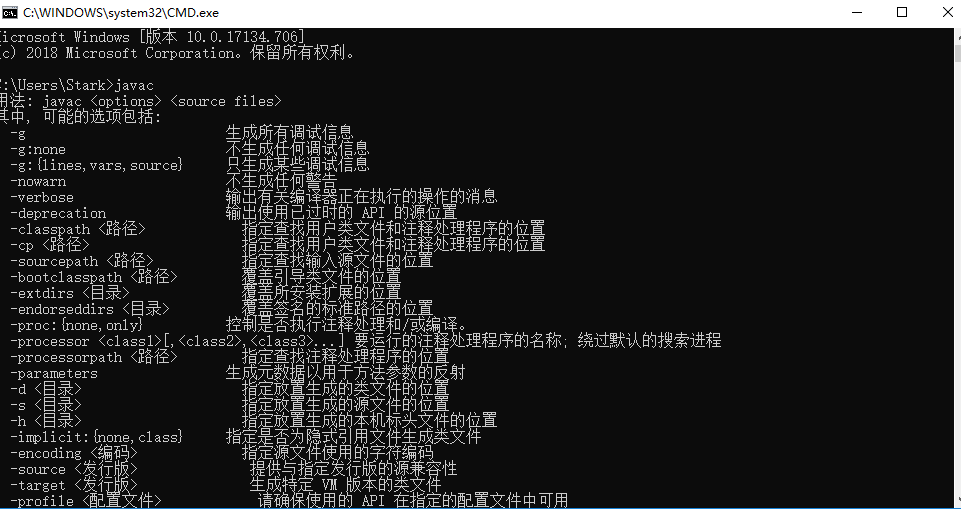 C:\WINDOWS\system32\CMD.exe
icrosoft Windows [版本 10.0.17134.706]
(c) 2018 Microsoft Corporation。保留所有权利。
:\Users\Stark>javac
用法: javac <options> <source files>
其中, 可能的选项包括:
-g 生成所有调试信息
-g:none 不生成任何调试信息
-g:{lines,vars,source} 只生成某些调试信息
-nowarn 不生成任何警告
-verbose 输出有关编译器正在执行的操作的消息
-deprecation 输出使用已过时的 API 的源位置
-classpath <路径> 指定查找用户类文件和注释处理程序的位置
-cp <路径> 指定查找用户类文件和注释处理程序的位置
-sourcepath <路径> 指定查找输入源文件的位置
-bootclasspath <路径> 覆盖引导类文件的位置
-extdirs <目录> 覆盖所安装扩展的位置
-endorseddirs <目录> 覆盖签名的标准路径的位置
-proc:{none,only} 控制是否执行注释处理和/或编译。
-processor <class1>[,<class2>,<class3>...] 要运行的注释处理程序的名称; 绕过默认的搜索进程
-processorpath <路径> 指定查找注释处理程序的位置
-parameters 生成元数据以用于方法参数的反射
-d <目录> 指定放置生成的类文件的位置
-s <目录> 指定放置生成的源文件的位置
-h <目录> 指定放置生成的本机标头文件的位置
-implicit:{none,class} 指定是否为隐式引用文件生成类文件
-encoding <编码> 指定源文件使用的字符编码
-source <发行版> 提供与指定发行版的源兼容性
-target <发行版> 生成特定 VM 版本的类文件
-profile <配置文件> 请确保使用的 API 在指定的配置文件中可用